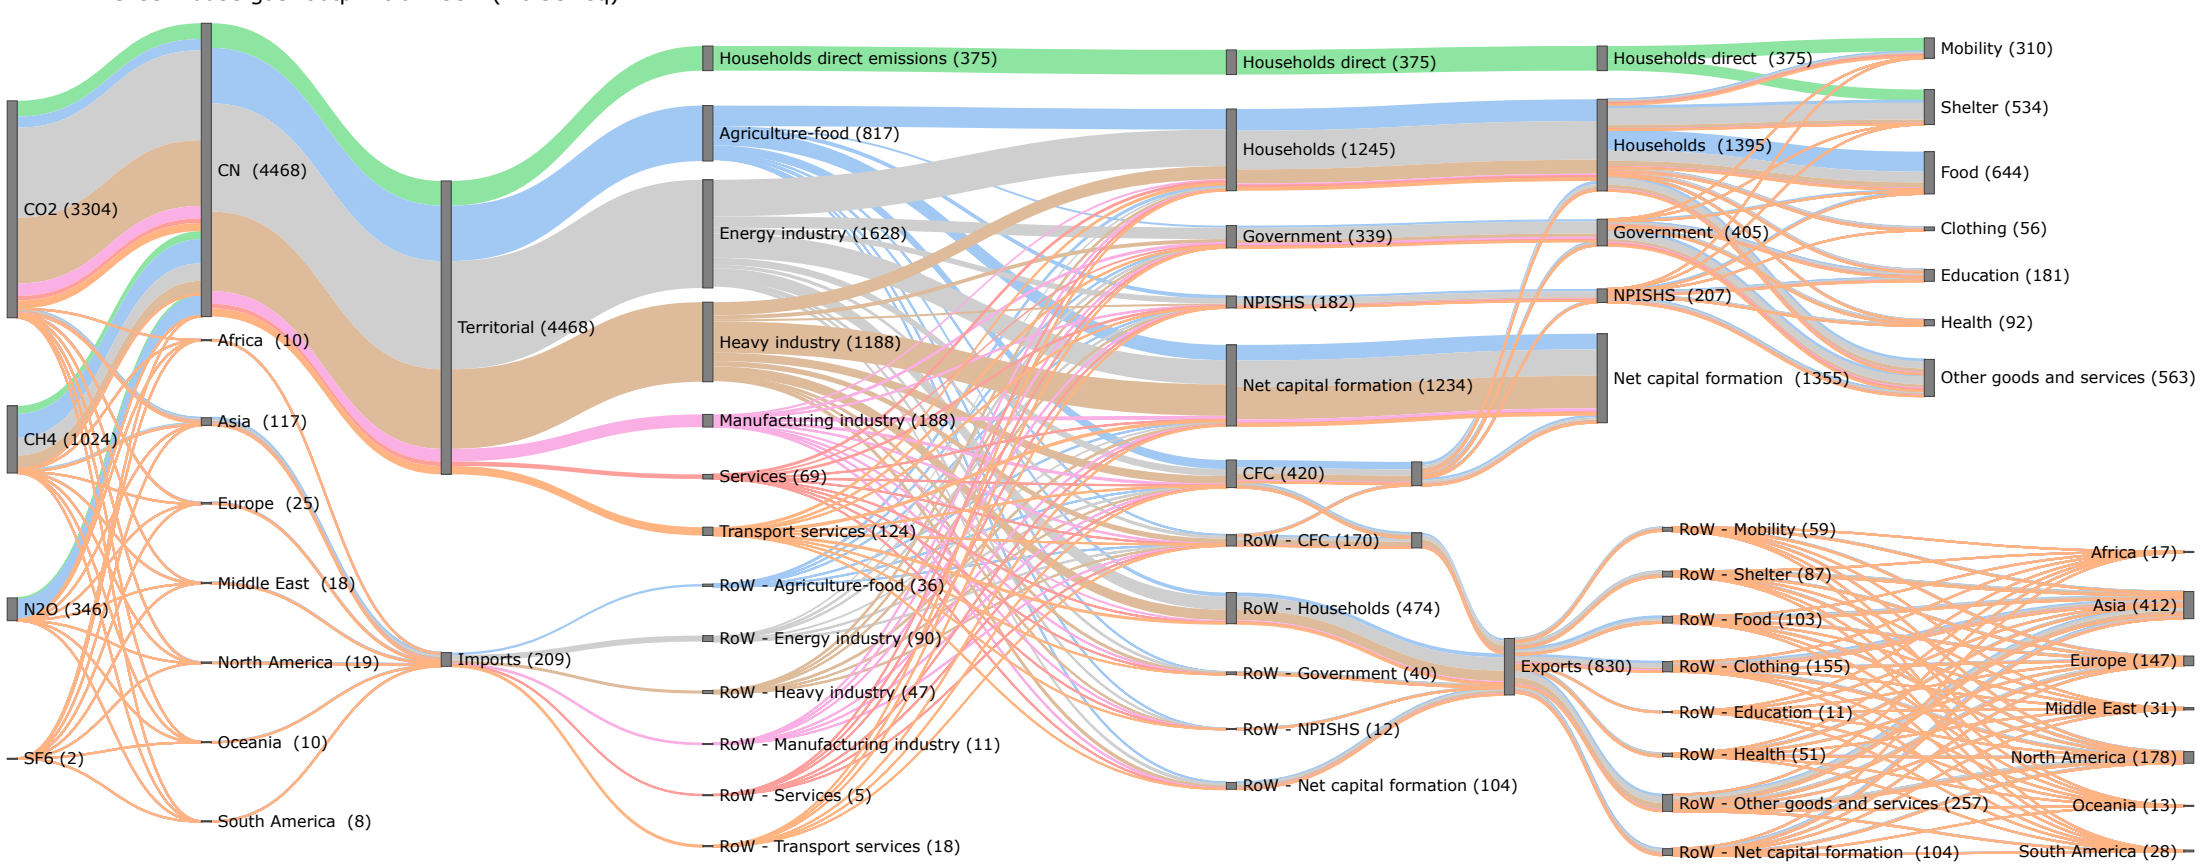 CO2 (3304)
CH4 (1024)
N2O (346)
SF6 (2)
CN (4468)
Africa (10)
Asia (117)
Europe (25)
Middle East (18)
North America (19)
Oceania (10)
South America (8)
Territorial (4468)
Imports (209)
Households direct emissions (375)
Agriculture-food (817)
Energy industry (1628)
Heavy industry (1188)
Manufacturing industry (188)
Services (69)
Transport services (124)
RoW - Agriculture-food (36)
RoW - Energy industry (90)
RoW - Heavy industry (47)
RoW - Manufacturing industry (11)
RoW - Services (5)
RoW - Transport services (18)
Households direct (375)
Households (1245)
Government (339)
NPISHS (182)
Net capital formation (1234)
CFC (420)
RoW - CFC (170)
RoW - Households (474)
RoW - Government (40)
RoW - NPISHS (12)
RoW - Net capital formation (104)
Exports (830)
Households direct (375)
Households (1395)
Government (405)
NPISHS (207)
Net capital formation (1355)
RoW - Mobility (59)
RoW - Shelter (87)
RoW - Food (103)
RoW - Clothing (155)
RoW - Education (11)
RoW - Health (51)
RoW - Other goods and services (257)
RoW - Net capital formation (104)
Mobility (310)
Shelter (534)
Food (644)
Clothing (56)
Education (181)
Health (92)
Other goods and services (563)
Africa (17)
Asia (412)
Europe (147)
Middle East (31)
North America (178)
Oceania (13)
South America (28)